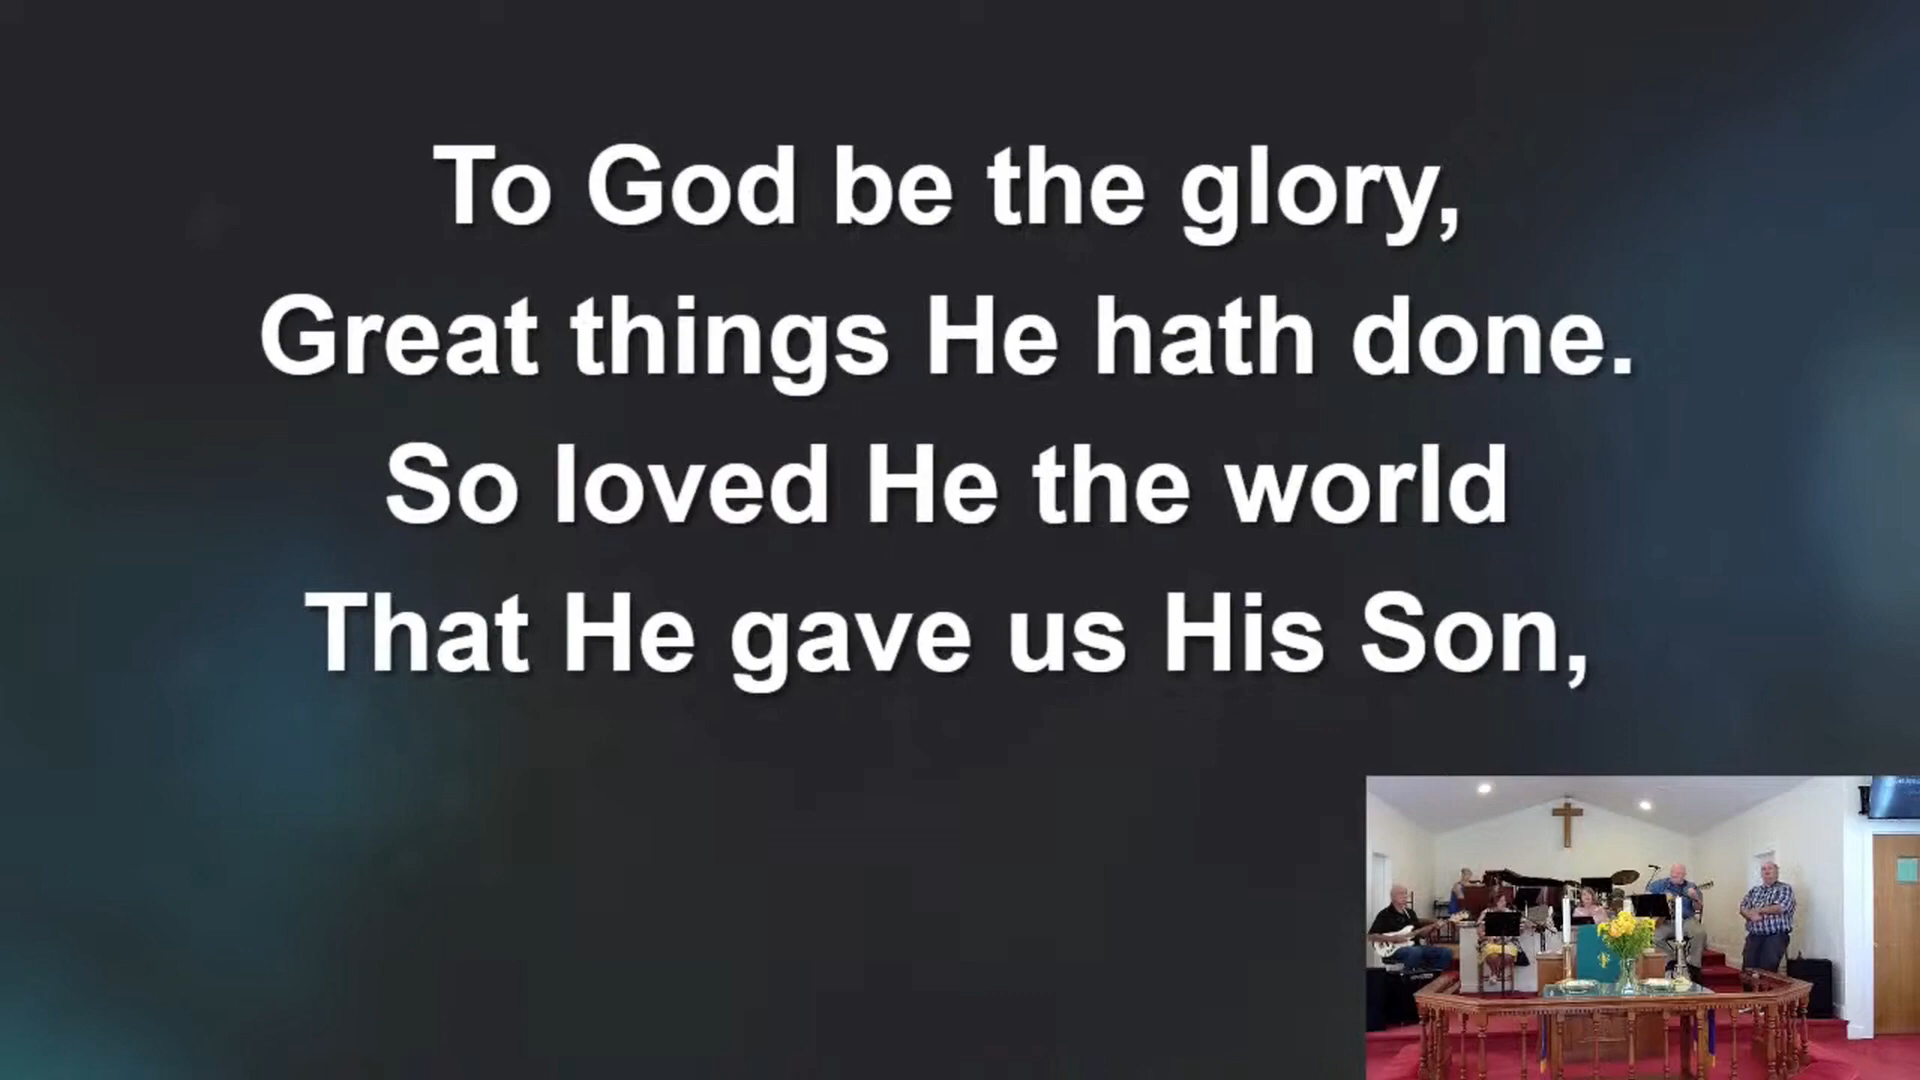 To God be the glory,
Great things He hath done.
So loved He the world
That He gave us His Son,